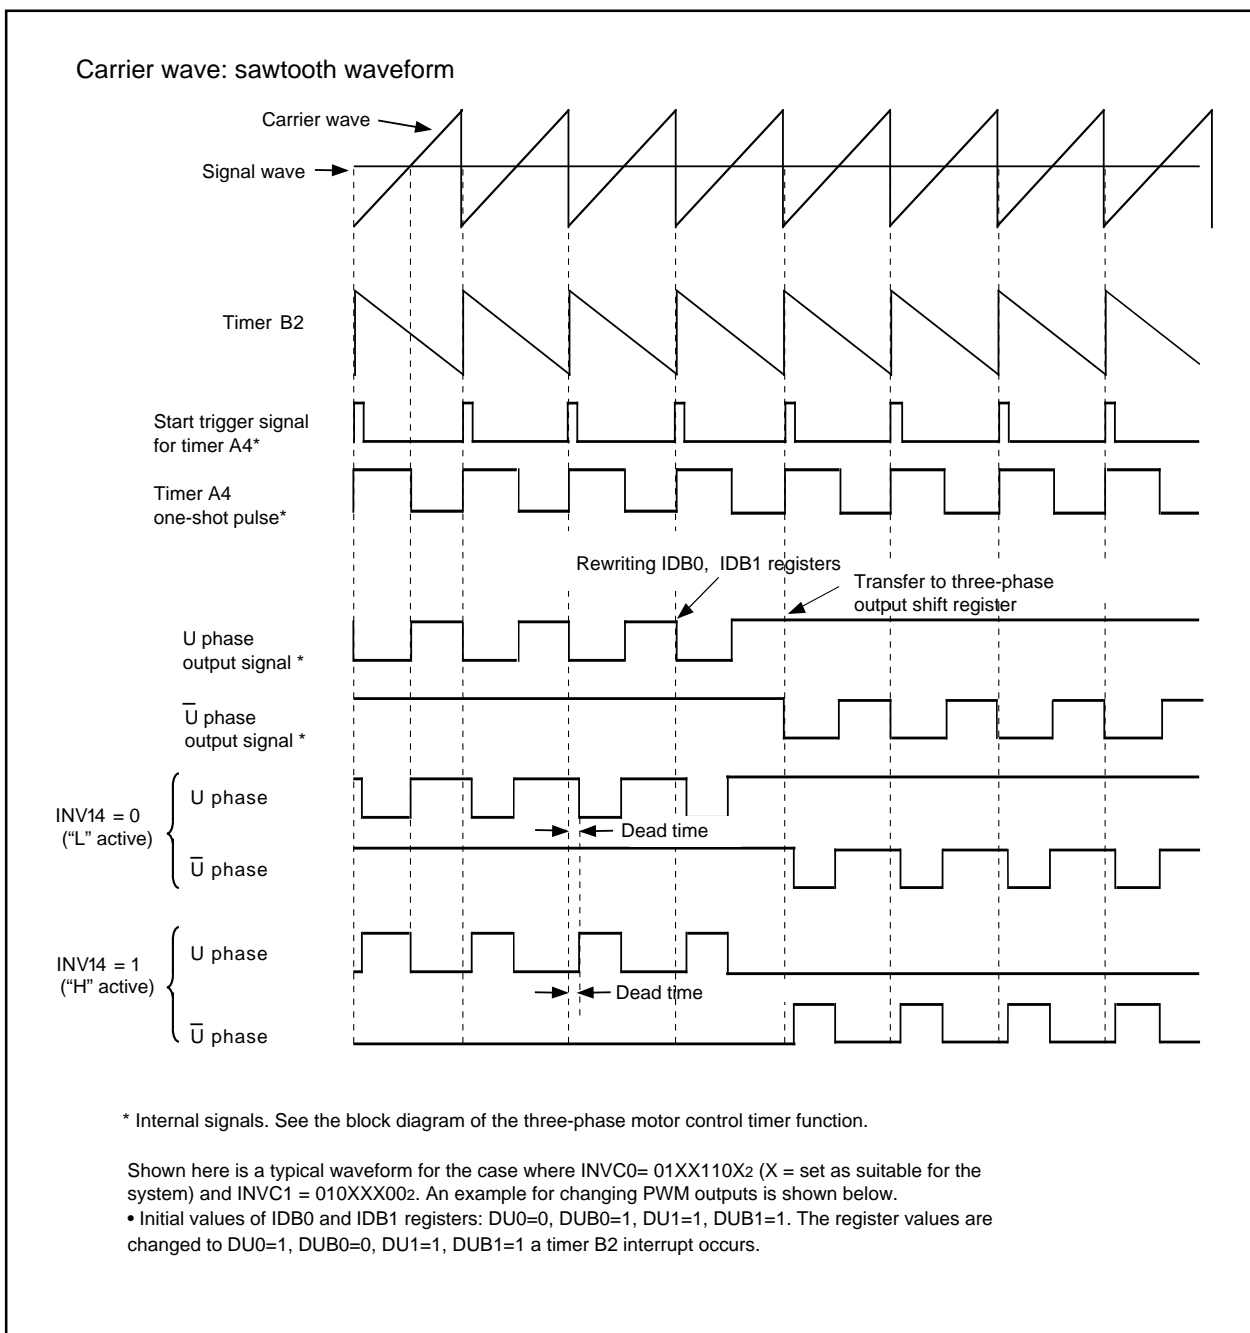 Carrier wave: sawtooth waveform
Carrier wave
Signal wave
Timer B2
Start trigger signal
for timer A4*
Timer A4
one-shot pulse*
Rewriting IDB0, IDB1 registers
Transfer to three-phase
output shift register
U phase
output signal *
U̅ phase
output signal *
INV14 = 0
(“L” active)
U phase
Dead time
U̅ phase
INV14 = 1
(“H” active)
U phase
Dead time
U̅ phase
* Internal signals. See the block diagram of the three-phase motor control timer function.
Shown here is a typical waveform for the case where INVC0= 01XX110X2 (X = set as suitable for the
system) and INVC1 = 010XXX002. An example for changing PWM outputs is shown below.
• Initial values of IDB0 and IDB1 registers: DU0=0, DUB0=1, DU1=1, DUB1=1. The register values are
changed to DU0=1, DUB0=0, DU1=1, DUB1=1 a timer B2 interrupt occurs.